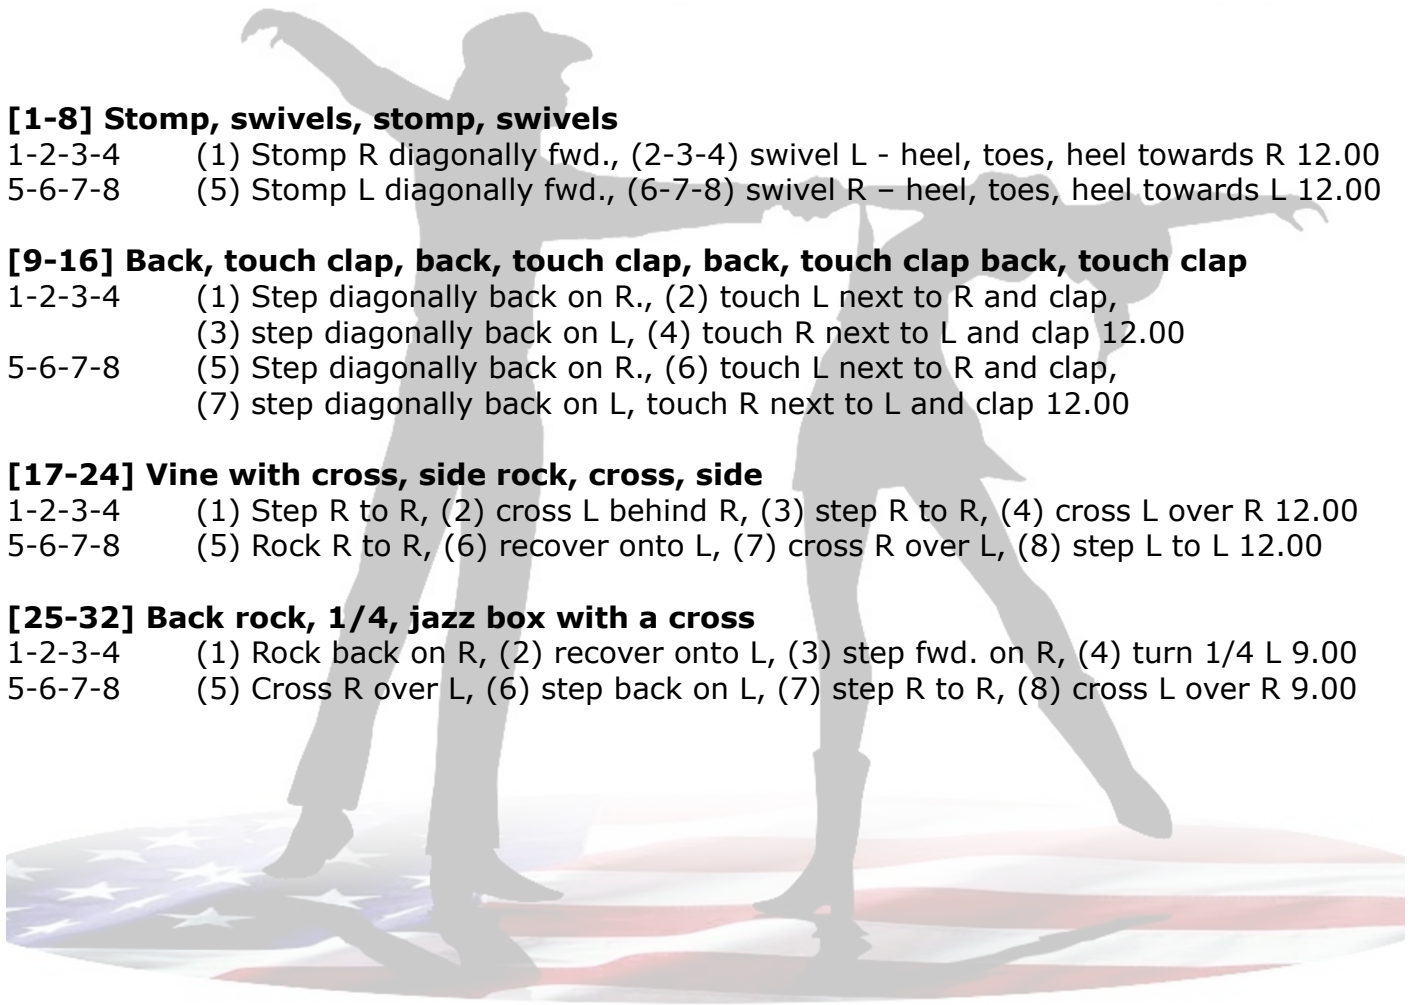 [1-8] Stomp, swivels, stomp, swivels
1-2-3-4 (1) Stomp R diagonally fwd., (2-3-4) swivel L - heel, toes, heel towards R 12.00
5-6-7-8 (5) Stomp L diagonally fwd., (6-7-8) swivel R – heel, toes, heel towards L 12.00
[9-16] Back, touch clap, back, touch clap, back, touch clap back, touch clap
1-2-3-4 (1) Step diagonally back on R., (2) touch L next to R and clap,
(3) step diagonally back on L, (4) touch R next to L and clap 12.00
5-6-7-8 (5) Step diagonally back on R., (6) touch L next to R and clap,
(7) step diagonally back on L, touch R next to L and clap 12.00
[17-24] Vine with cross, side rock, cross, side
1-2-3-4 (1) Step R to R, (2) cross L behind R, (3) step R to R, (4) cross L over R 12.00
5-6-7-8 (5) Rock R to R, (6) recover onto L, (7) cross R over L, (8) step L to L 12.00
[25-32] Back rock, 1/4, jazz box with a cross
1-2-3-4 (1) Rock back on R, (2) recover onto L, (3) step fwd. on R, (4) turn 1/4 L 9.00
5-6-7-8 (5) Cross R over L, (6) step back on L, (7) step R to R, (8) cross L over R 9.00